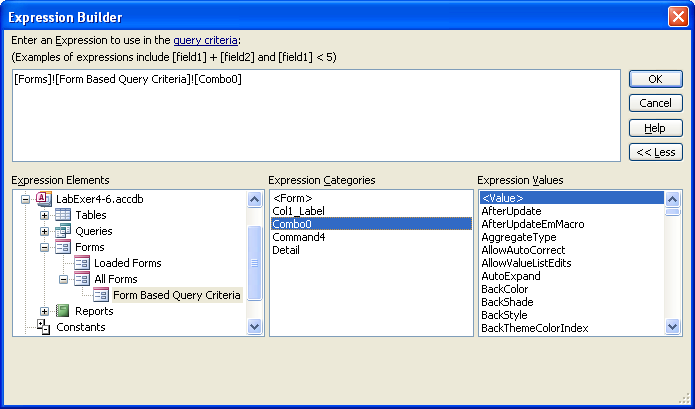 Expression Builder
Enter an Expression to use in the query criteria:
(Examples of expressions include [field1] + [field2] and [field1] < 5)
[Forms]![Form Based Query Criteria]![Combo0]
OK
Cancel
Help
<< Less
Expression Elements
LabExer4-6.accdb
Tables
Queries
Forms
Loaded Forms
All Forms
Form Based Query Criteria
Reports
Constants
Expression Categories
<Form>
Col1_Label
Combo0
Command4
Detail
Expression Values
<Value>
AfterUpdate
AfterUpdateEmMacro
AggregateType
AllowAutoCorrect
AllowValueListEdits
AutoExpand
BackColor
BackShade
BackStyle
BackThemeColorIndex